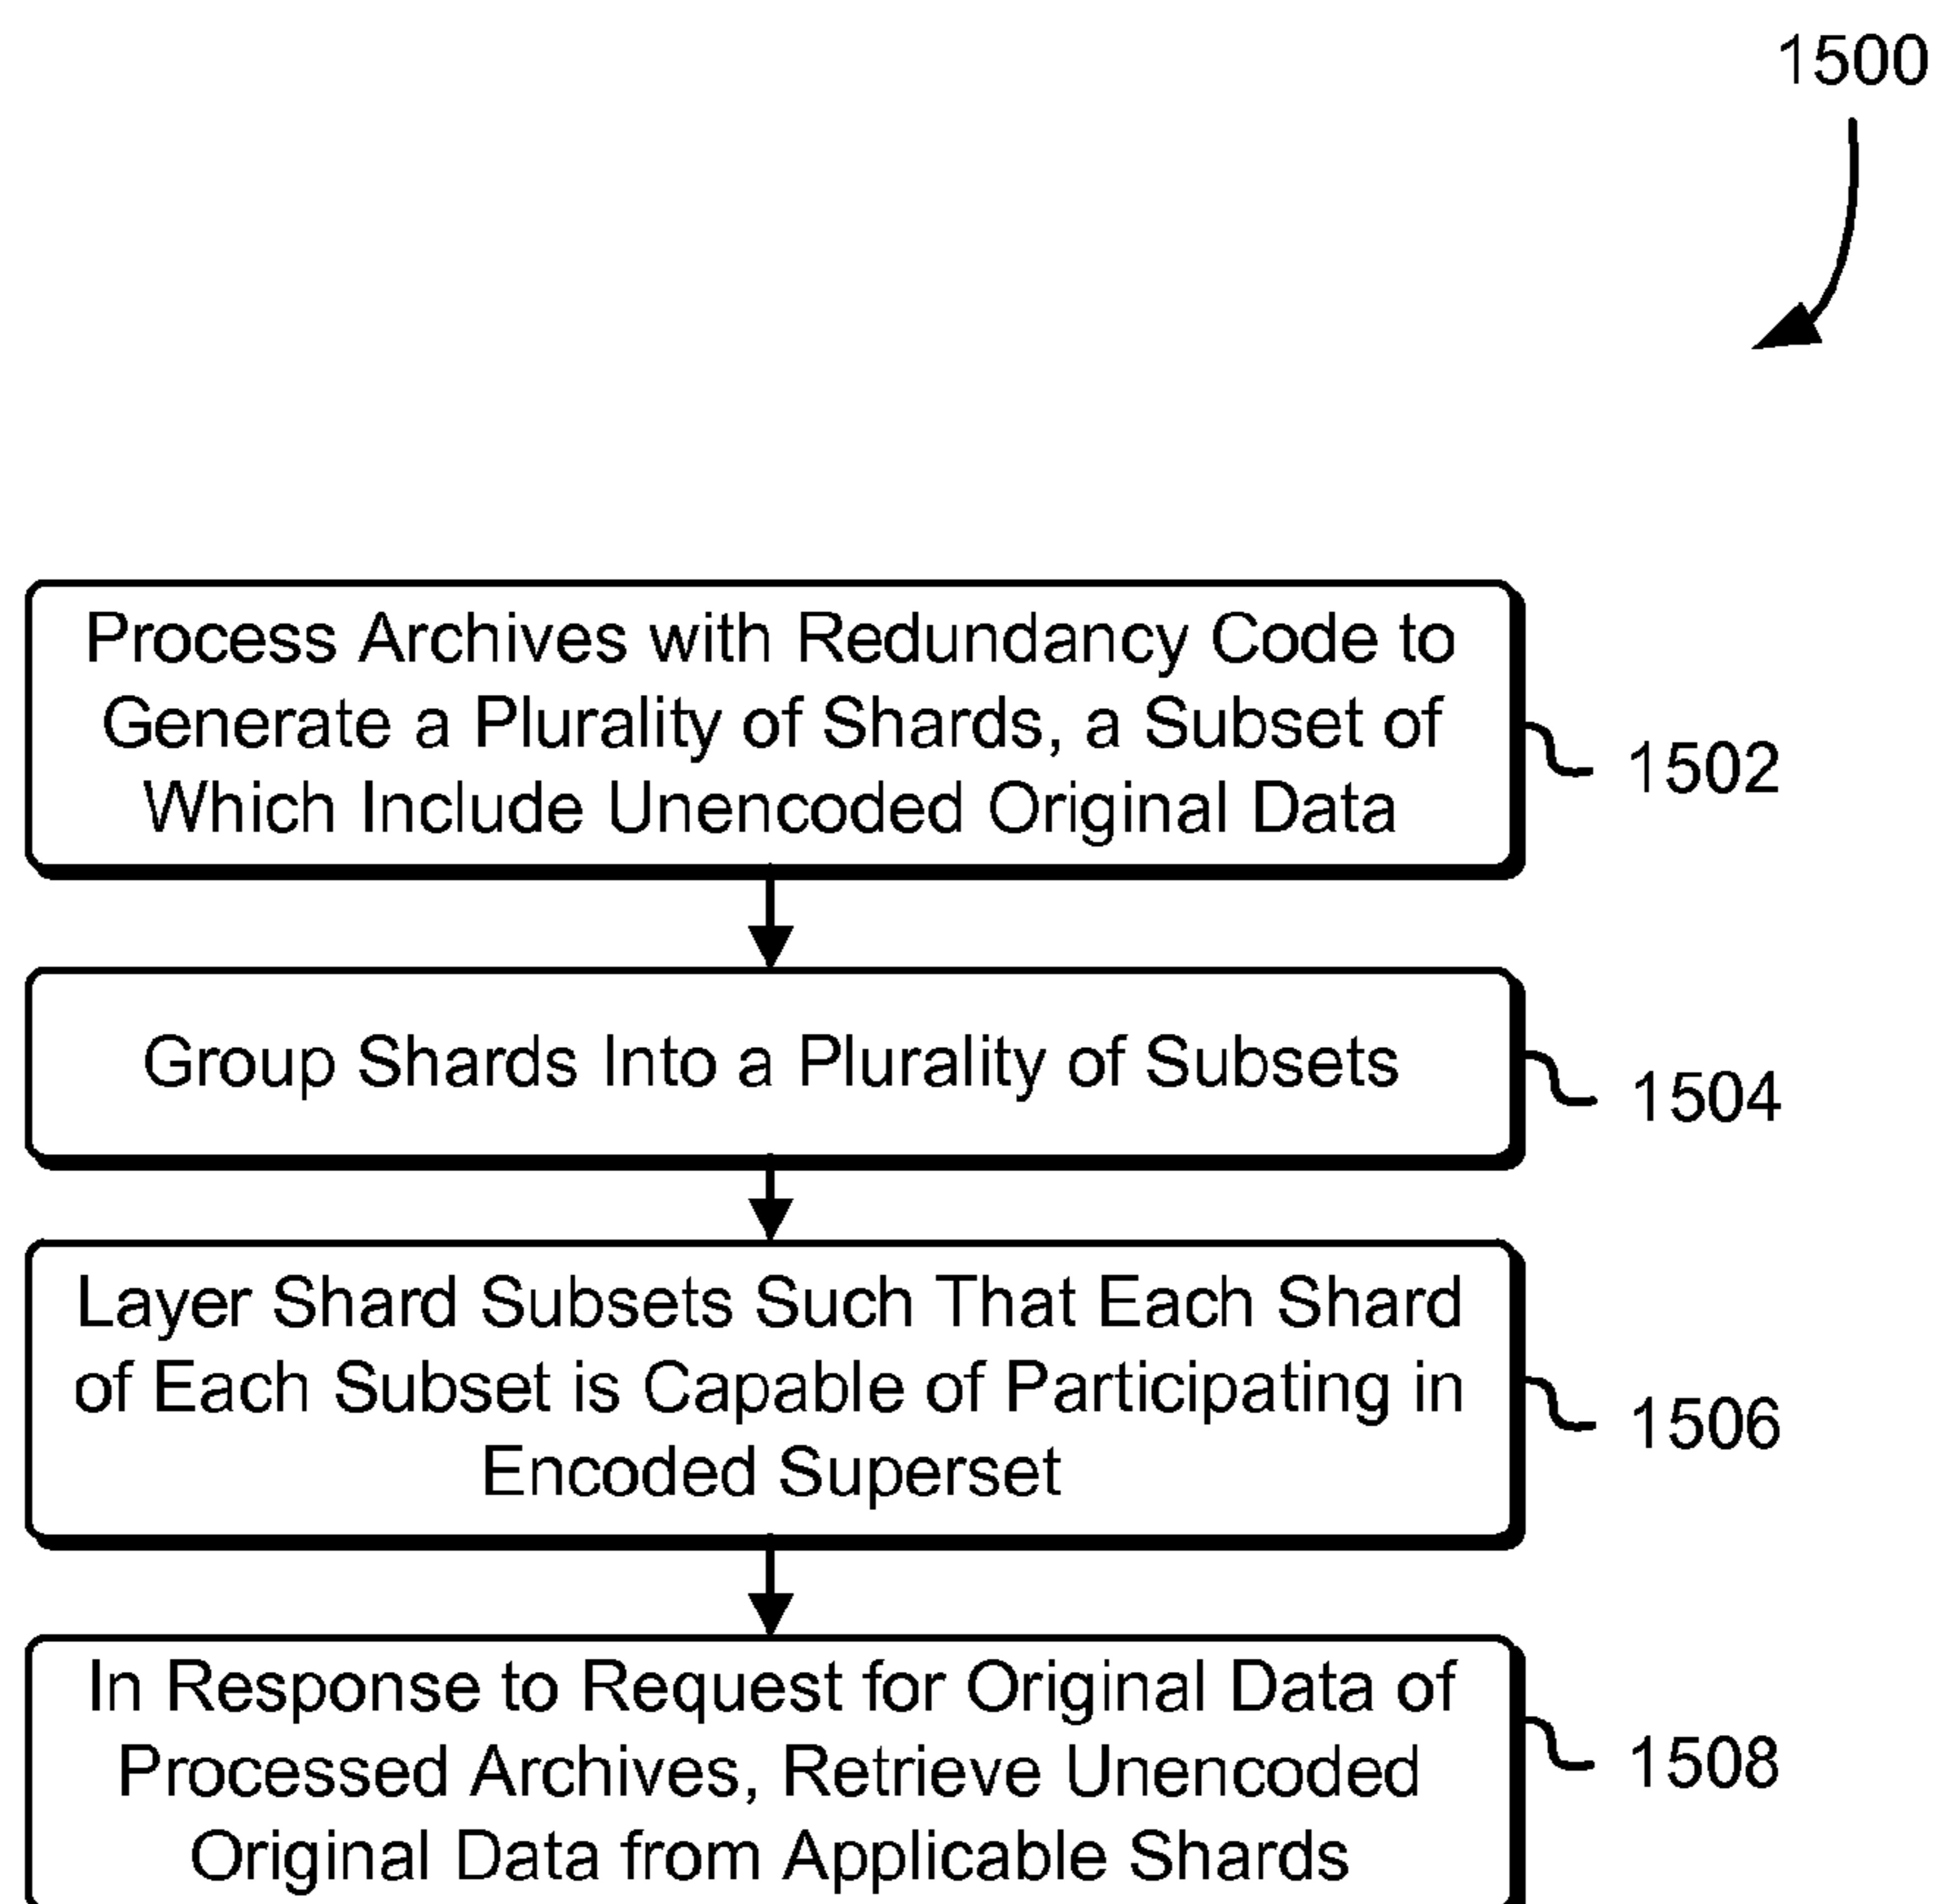 1500
Process Archives with Redundancy Code to
Generate a Plurality of Shards, a Subset of
Which Include Unencoded Original Data
1502
Group Shards Into a Plurality of Subsets
1504
Layer Shard Subsets Such That Each Shard
of Each Subset is Capable of Participating in
Encoded Superset
1506
In Response to Request for Original Data of
Processed Archives, Retrieve Unencoded
Original Data from Applicable Shards
1508